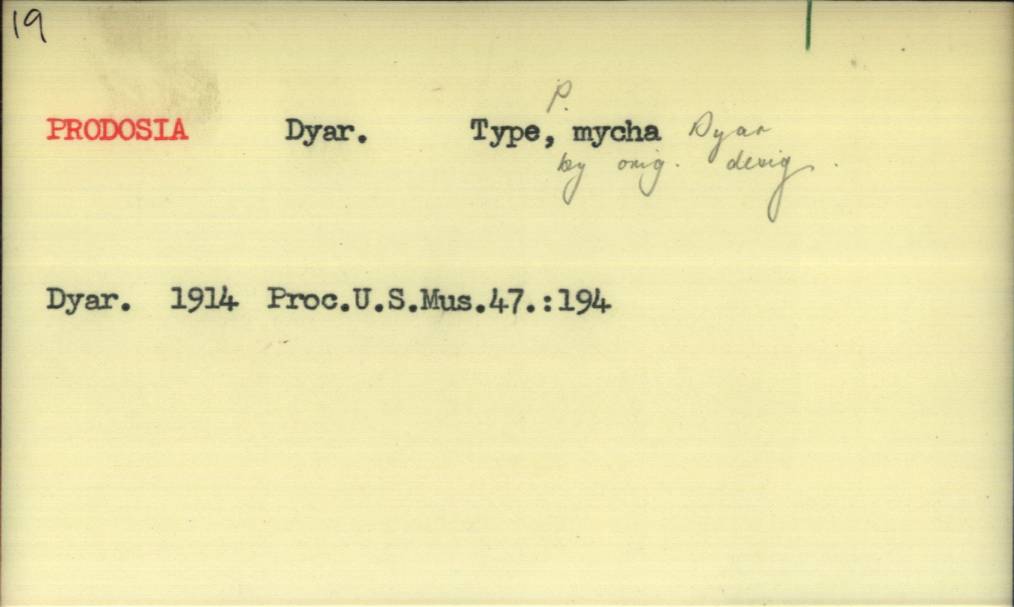 19
P.
PRODOSIA Dyar. Type, mycha Dyar
by orig. desig.
Dyar. 1914 Proc.U.S.Mus.47.:194